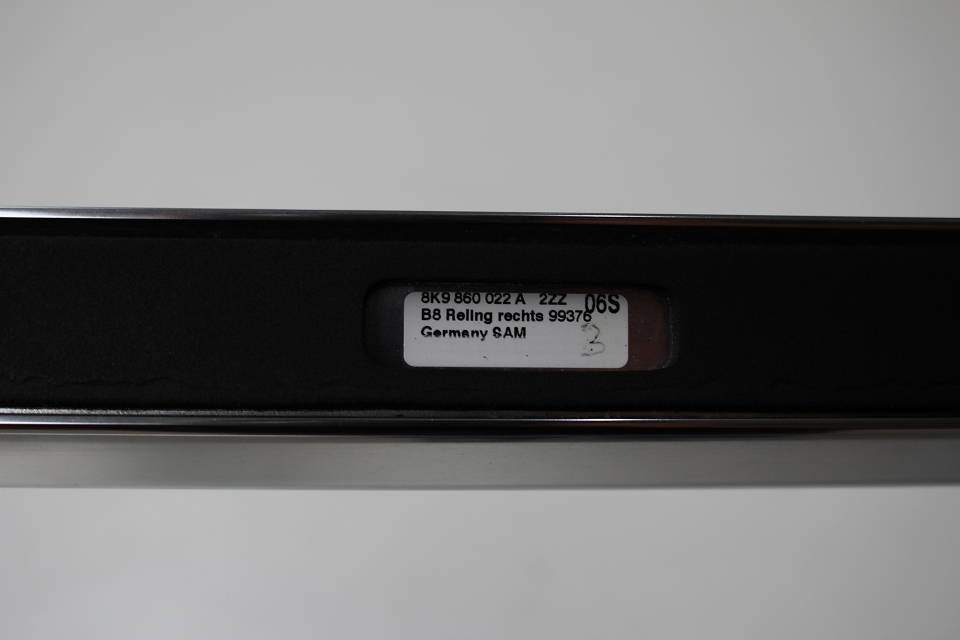 8K9 860 022 A 2ZZ 06S
B8 Reling rechts 99376
Germany SAM
B